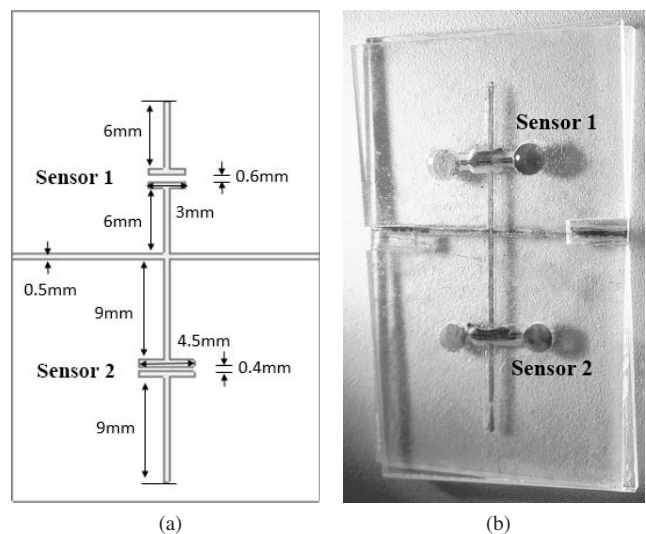 6mm
Sensor 1
0.6mm
3mm
6mm
0.5mm
9mm
4.5mm
Sensor 2
0.4mm
9mm
(a)
Sensor 1
Sensor 2
(b)